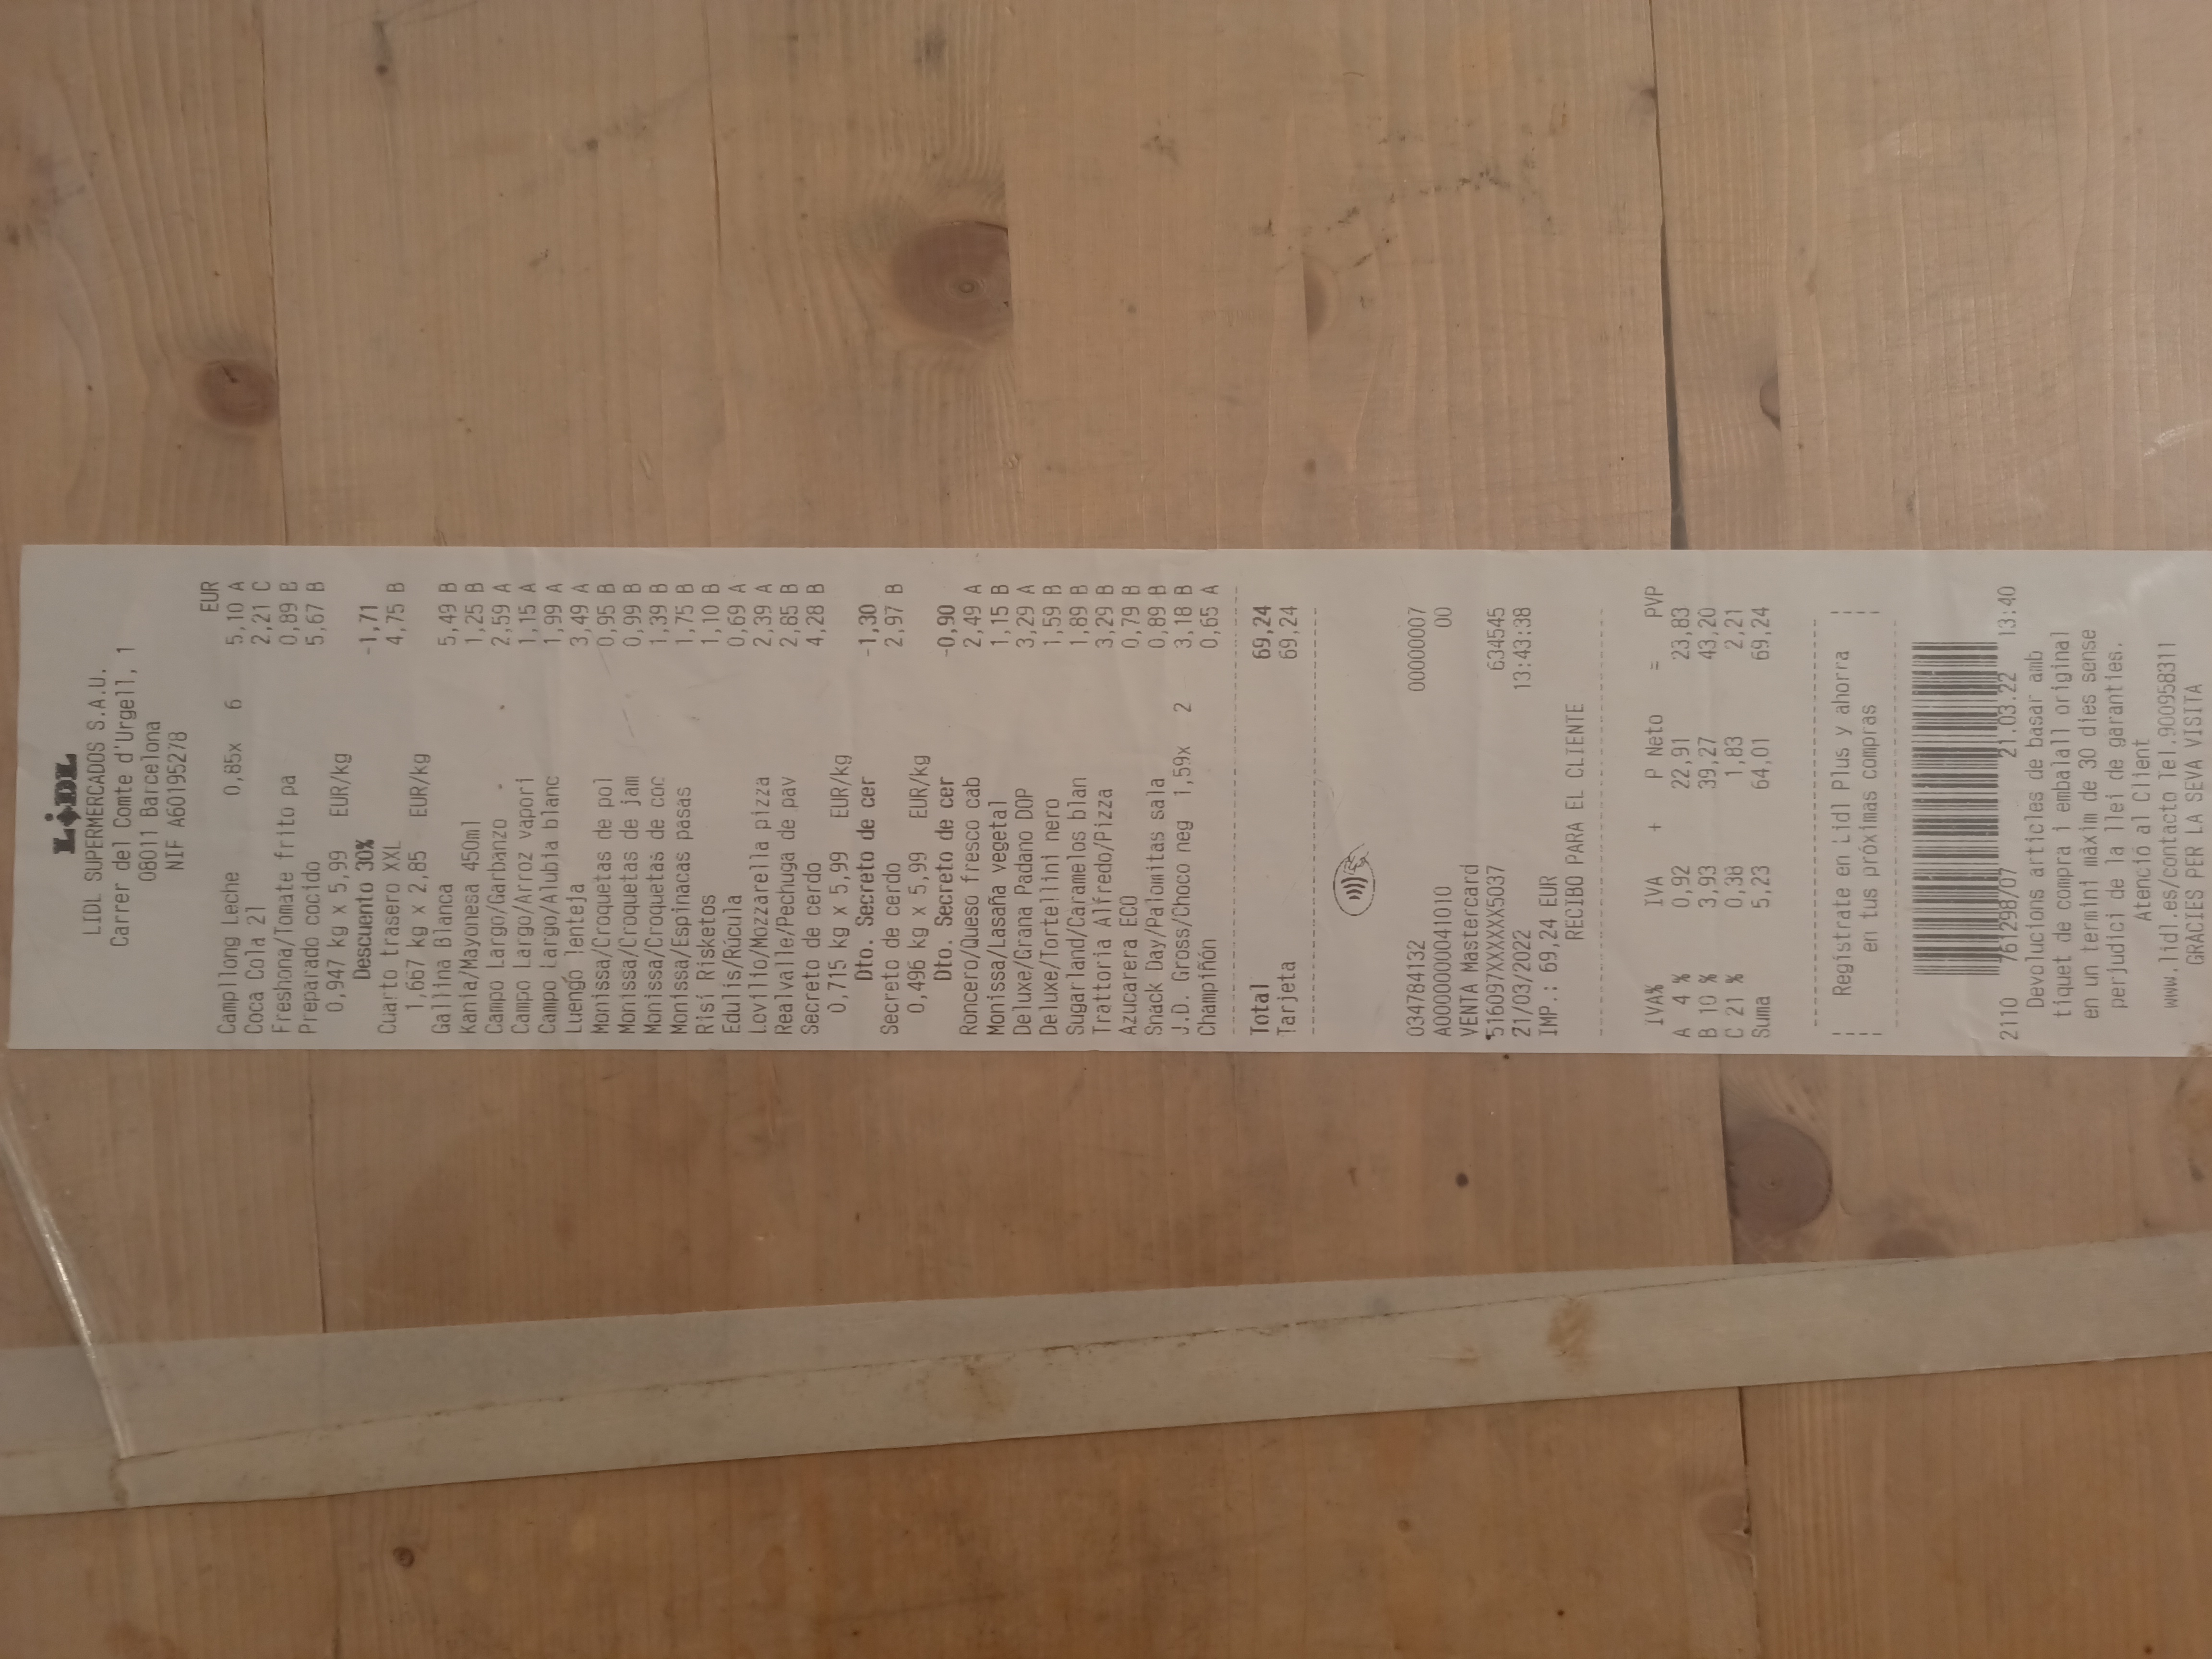 LIDL
LIDL SUPERMERCADOS S.A.U.
Carrer del Comte d'Urgell, 1
08011 Barcelona
NIF A60195278
EUR
Campllong Leche 0,85x 6 5,10 A
Coca Cola 2l 2,21 C
Freshona/Tomate frito pa 0,89 B
Preparado cocido 5,67 B
0,947 kg x 5,99 EUR/kg
Descuento 30% -1,71
Cuarto trasero XXL 4,75 B
1,667 kg x 2,85 EUR/kg
Gallina Blanca 5,49 B
Kania/Mayonesa 450ml 1,25 B
Campo Largo/Garbanzo 2,59 A
Campo Largo/Arroz vapori 1,15 A
Campo Largo/Alubia blanc 1,99 A
Luengo lenteja 3,49 A
Monissa/Croquetas de pol 0,95 B
Monissa/Croquetas de jam 0,99 B
Monissa/Croquetas de coc 1,39 B
Monissa/Espinacas pasas 1,75 B
Risi Risketos 1,10 B
Edulis/Rúcula 0,69 A
Lovilio/Mozzarella pizza 2,39 A
Realvalle/Pechuga de pav 2,85 B
Secreto de cerdo 4,28 B
0,715 kg x 5,99 EUR/kg
Dto. Secreto de cer -1,30
Secreto de cerdo 2,97 B
0,496 kg x 5,99 EUR/kg
Dto. Secreto de cer -0,90
Roncero/Queso fresco cab 2,49 A
Monissa/Lasaña vegetal 1,15 B
Deluxe/Grana Padano DOP 3,29 A
Deluxe/Tortellini nero 1,59 B
Sugarland/Caramelos blan 1,89 B
Trattoria Alfredo/Pizza 3,29 B
Azucarera ECO 0,79 B
Snack Day/Palomitas sala 0,89 B
J.D. Gross/Choco neg 1,59x 2 3,18 B
Champiñón 0,65 A
Total 69,24
Tarjeta 69,24
034784132 00000007
A0000000041010 00
VENTA Mastercard
516097XXXXXX5037 634545
21/03/2022 13:43:38
IMP.: 69,24 EUR
RECIBO PARA EL CLIENTE
IVA% IVA + P Neto = PVP
A 4 % 0,92 22,91 23,83
B 10 % 3,93 39,27 43,20
C 21 % 0,38 1,83 2,21
Suma 5,23 64,01 69,24
Registrate en Lidl Plus y ahorra
en tus próximas compras
2110 761298/07 21.03.22 13:40
Devolucions articles de basar amb
tiquet de compra i embalall original
en un termini màxim de 30 dies sense
perjudici de la llei de garanties.
Atenció al Client
www.lidl.es/contacto Tel.900958311
GRACIES PER LA SEVA VISITA